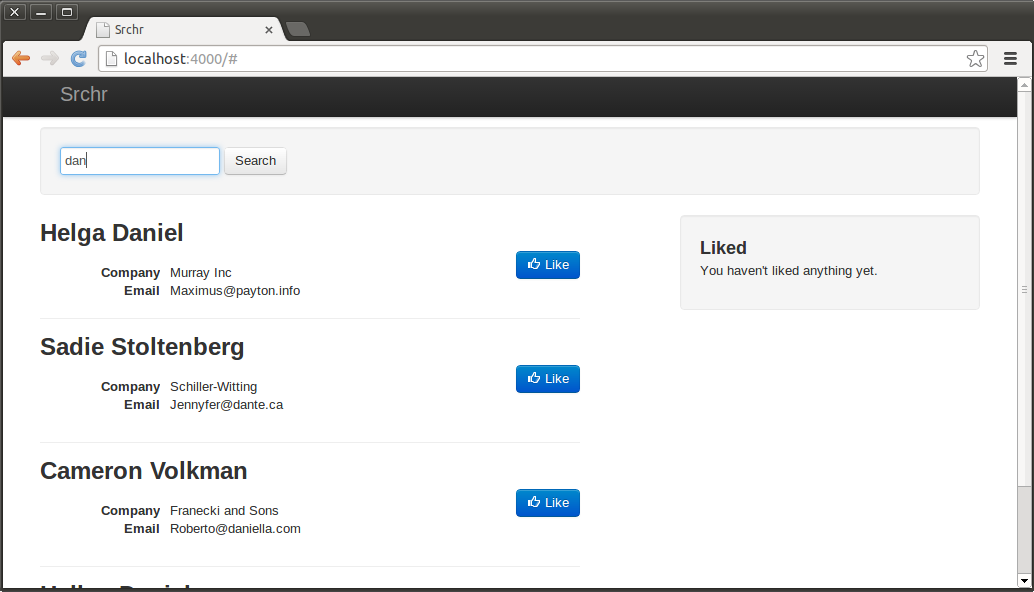 Srchr
localhost:4000/#
Srchr
dan Search
Helga Daniel
Company Murray Inc
Email Maximus@payton.info
Like
Sadie Stoltenberg
Company Schiller-Witting
Email Jennyfer@dante.ca
Like
Cameron Volkman
Company Franecki and Sons
Email Roberto@daniella.com
Like
Liked
You haven't liked anything yet.